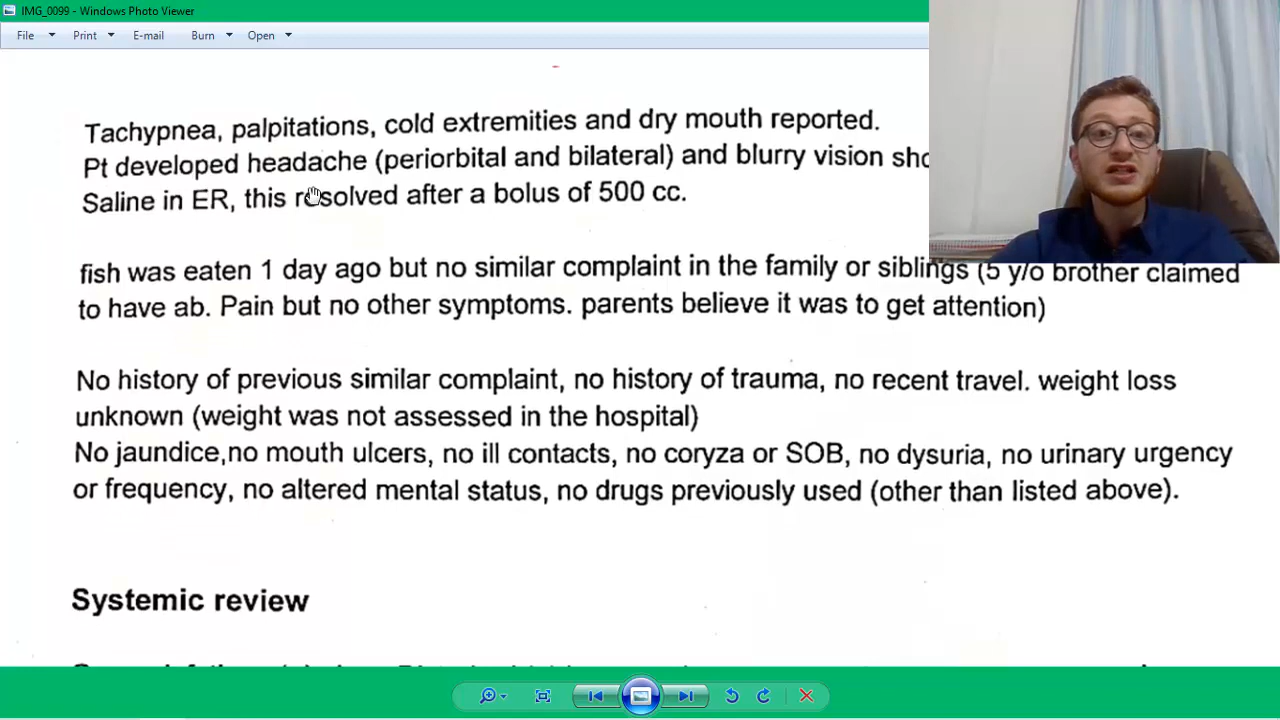 IMG_0099 - Windows Photo Viewer
File Print E-mail Burn Open
Tachypnea, palpitations, cold extremities and dry mouth reported.
Pt developed headache (periorbital and bilateral) and blurry vision
Saline in ER, this resolved after a bolus of 500 cc.
fish was eaten 1 day ago but no similar complaint in the family or siblings (5 y/o brother claimed
to have ab. Pain but no other symptoms. parents believe it was to get attention)
No history of previous similar complaint, no history of trauma, no recent travel. weight loss
unknown (weight was not assessed in the hospital)
No jaundice,no mouth ulcers, no ill contacts, no coryza or SOB, no dysuria, no urinary urgency
or frequency, no altered mental status, no drugs previously used (other than listed above).
Systemic review